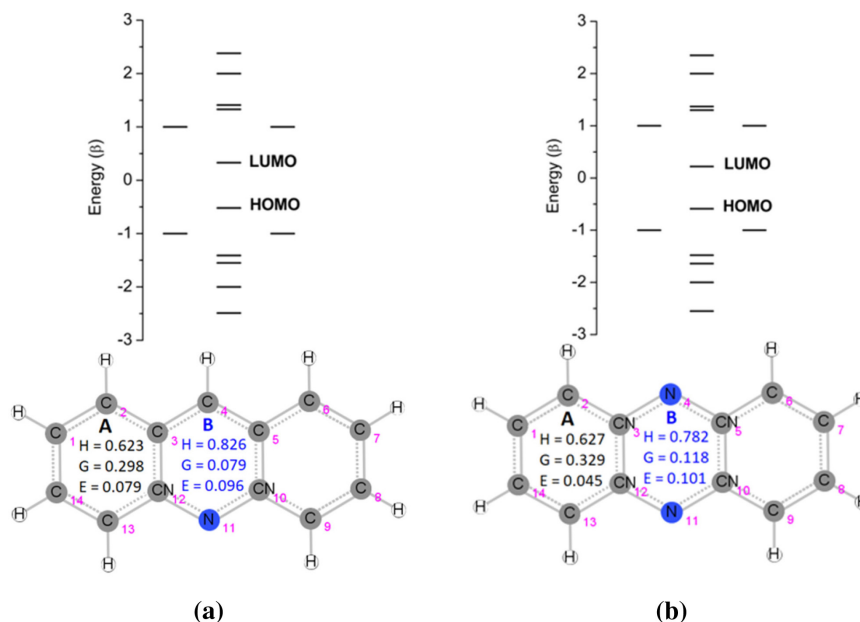 3
2
1
0
-1
-2
-3
Energy (β)
LUMO
HOMO
H
H
H
H
C
C
C
C
C
C
C
C
C
CN
CN
C
C
N
H
H
H
H
H
1
2
3
4
5
6
7
8
9
10
11
12
13
14
A
H = 0.623
G = 0.298
E = 0.079
B
H = 0.826
G = 0.079
E = 0.096
(a)
3
2
1
0
-1
-2
-3
Energy (β)
LUMO
HOMO
H
H
H
H
C
N
C
C
CN
CN
C
C
C
CN
CN
C
C
N
H
H
H
H
1
2
3
4
5
6
7
8
9
10
11
12
13
14
A
H = 0.627
G = 0.329
E = 0.045
B
H = 0.782
G = 0.118
E = 0.101
(b)